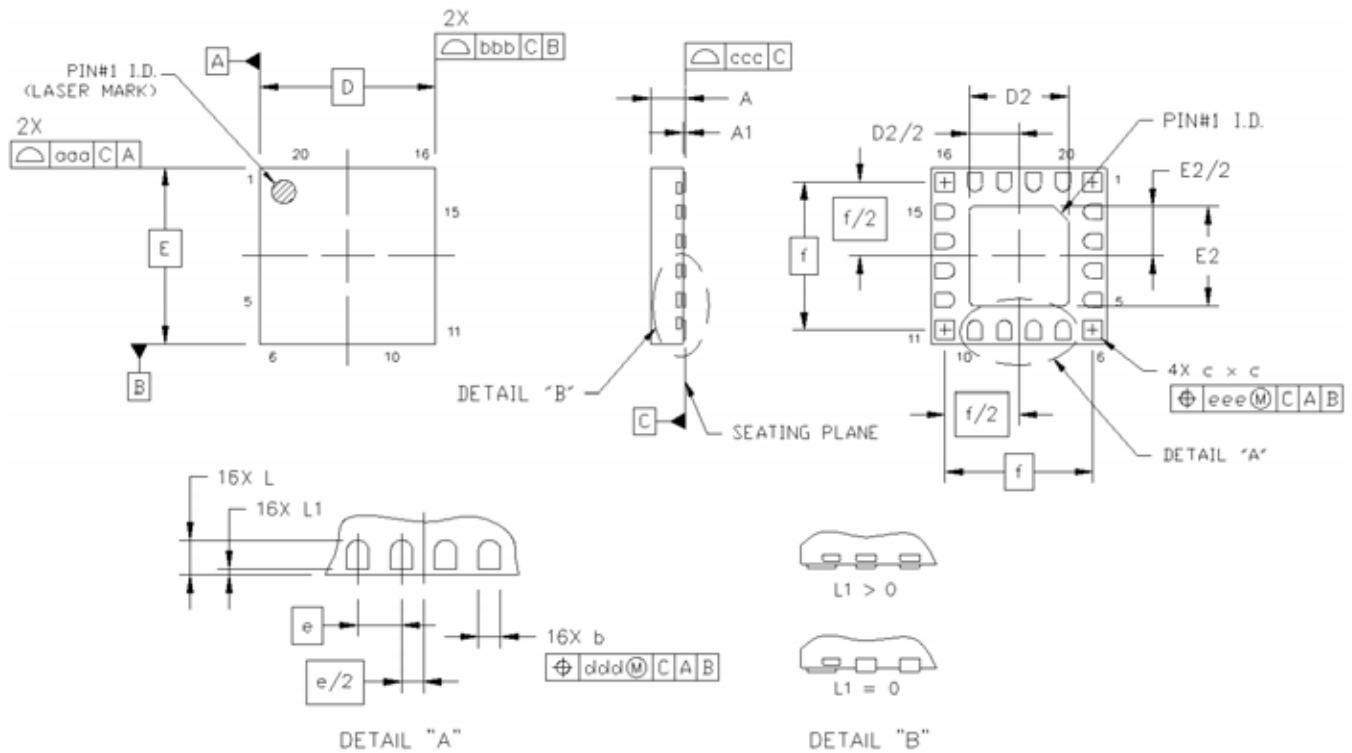 2X
⌓ bbb C B
A
D
PIN#1 I.D.
(LASER MARK)
2X
⌓ aaa C A
20
16
1
15
E
5
11
6
10
B
⌓ ccc C
A
A1
DETAIL "B"
C
SEATING PLANE
D2
D2/2
PIN#1 I.D.
16
20
E2/2
1
15
f/2
f
E2
5
11
10
6
4X c x c
⌖ eee Ⓜ C A B
f/2
f
DETAIL "A"
16X L
16X L1
e
e/2
16X b
⌖ ddd Ⓜ C A B
DETAIL "A"
L1 > 0
L1 = 0
DETAIL "B"